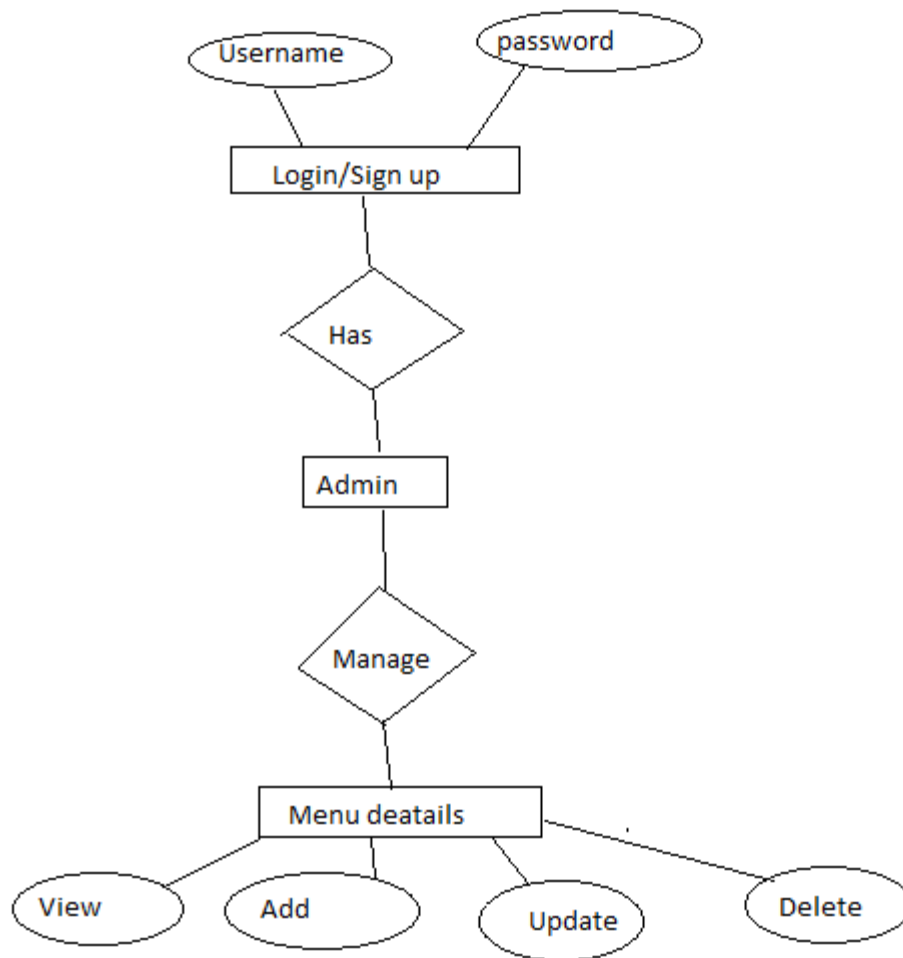 Username
password
Login/Sign up
Has
Admin
Manage
Menu deatails
View
Add
Update
Delete